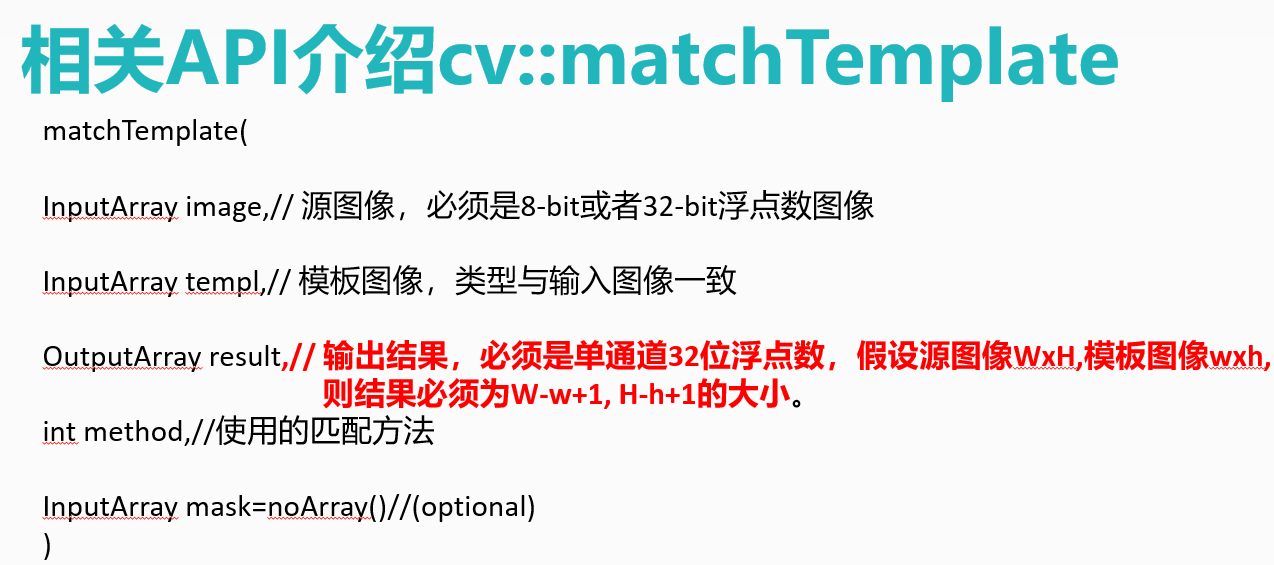 相关API介绍cv::matchTemplate
matchTemplate(
InputArray image,// 源图像，必须是8-bit或者32-bit浮点数图像
InputArray templ,// 模板图像，类型与输入图像一致
OutputArray result,// 输出结果，必须是单通道32位浮点数，假设源图像WxH,模板图像wxh,
则结果必须为W-w+1, H-h+1的大小。
int method,//使用的匹配方法
InputArray mask=noArray()//(optional)
)